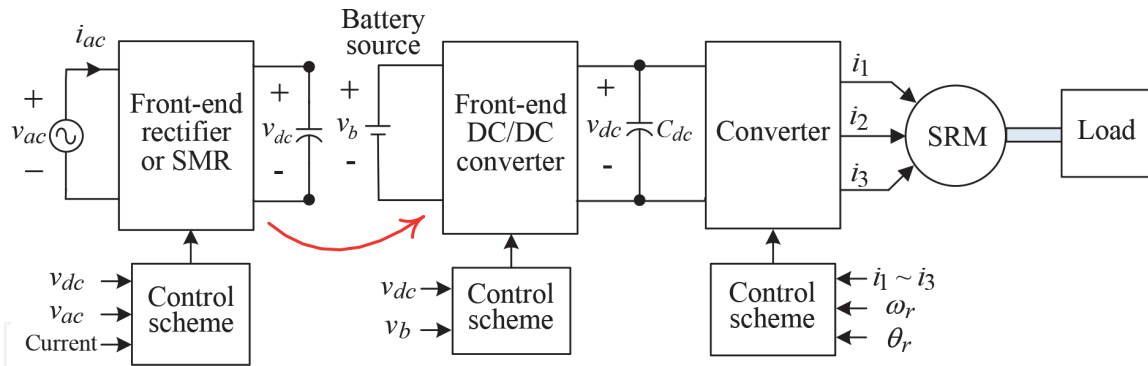 i_ac
+
v_ac
−
Front-end
rectifier
or SMR
+
v_dc
-
Control
scheme
v_dc
v_ac
Current
Battery
source
+
v_b
-
Front-end
DC/DC
converter
+
v_dc
-
C_dc
Control
scheme
v_dc
v_b
Converter
i_1
i_2
i_3
SRM
Load
Control
scheme
i_1 ~ i_3
ω_r
θ_r